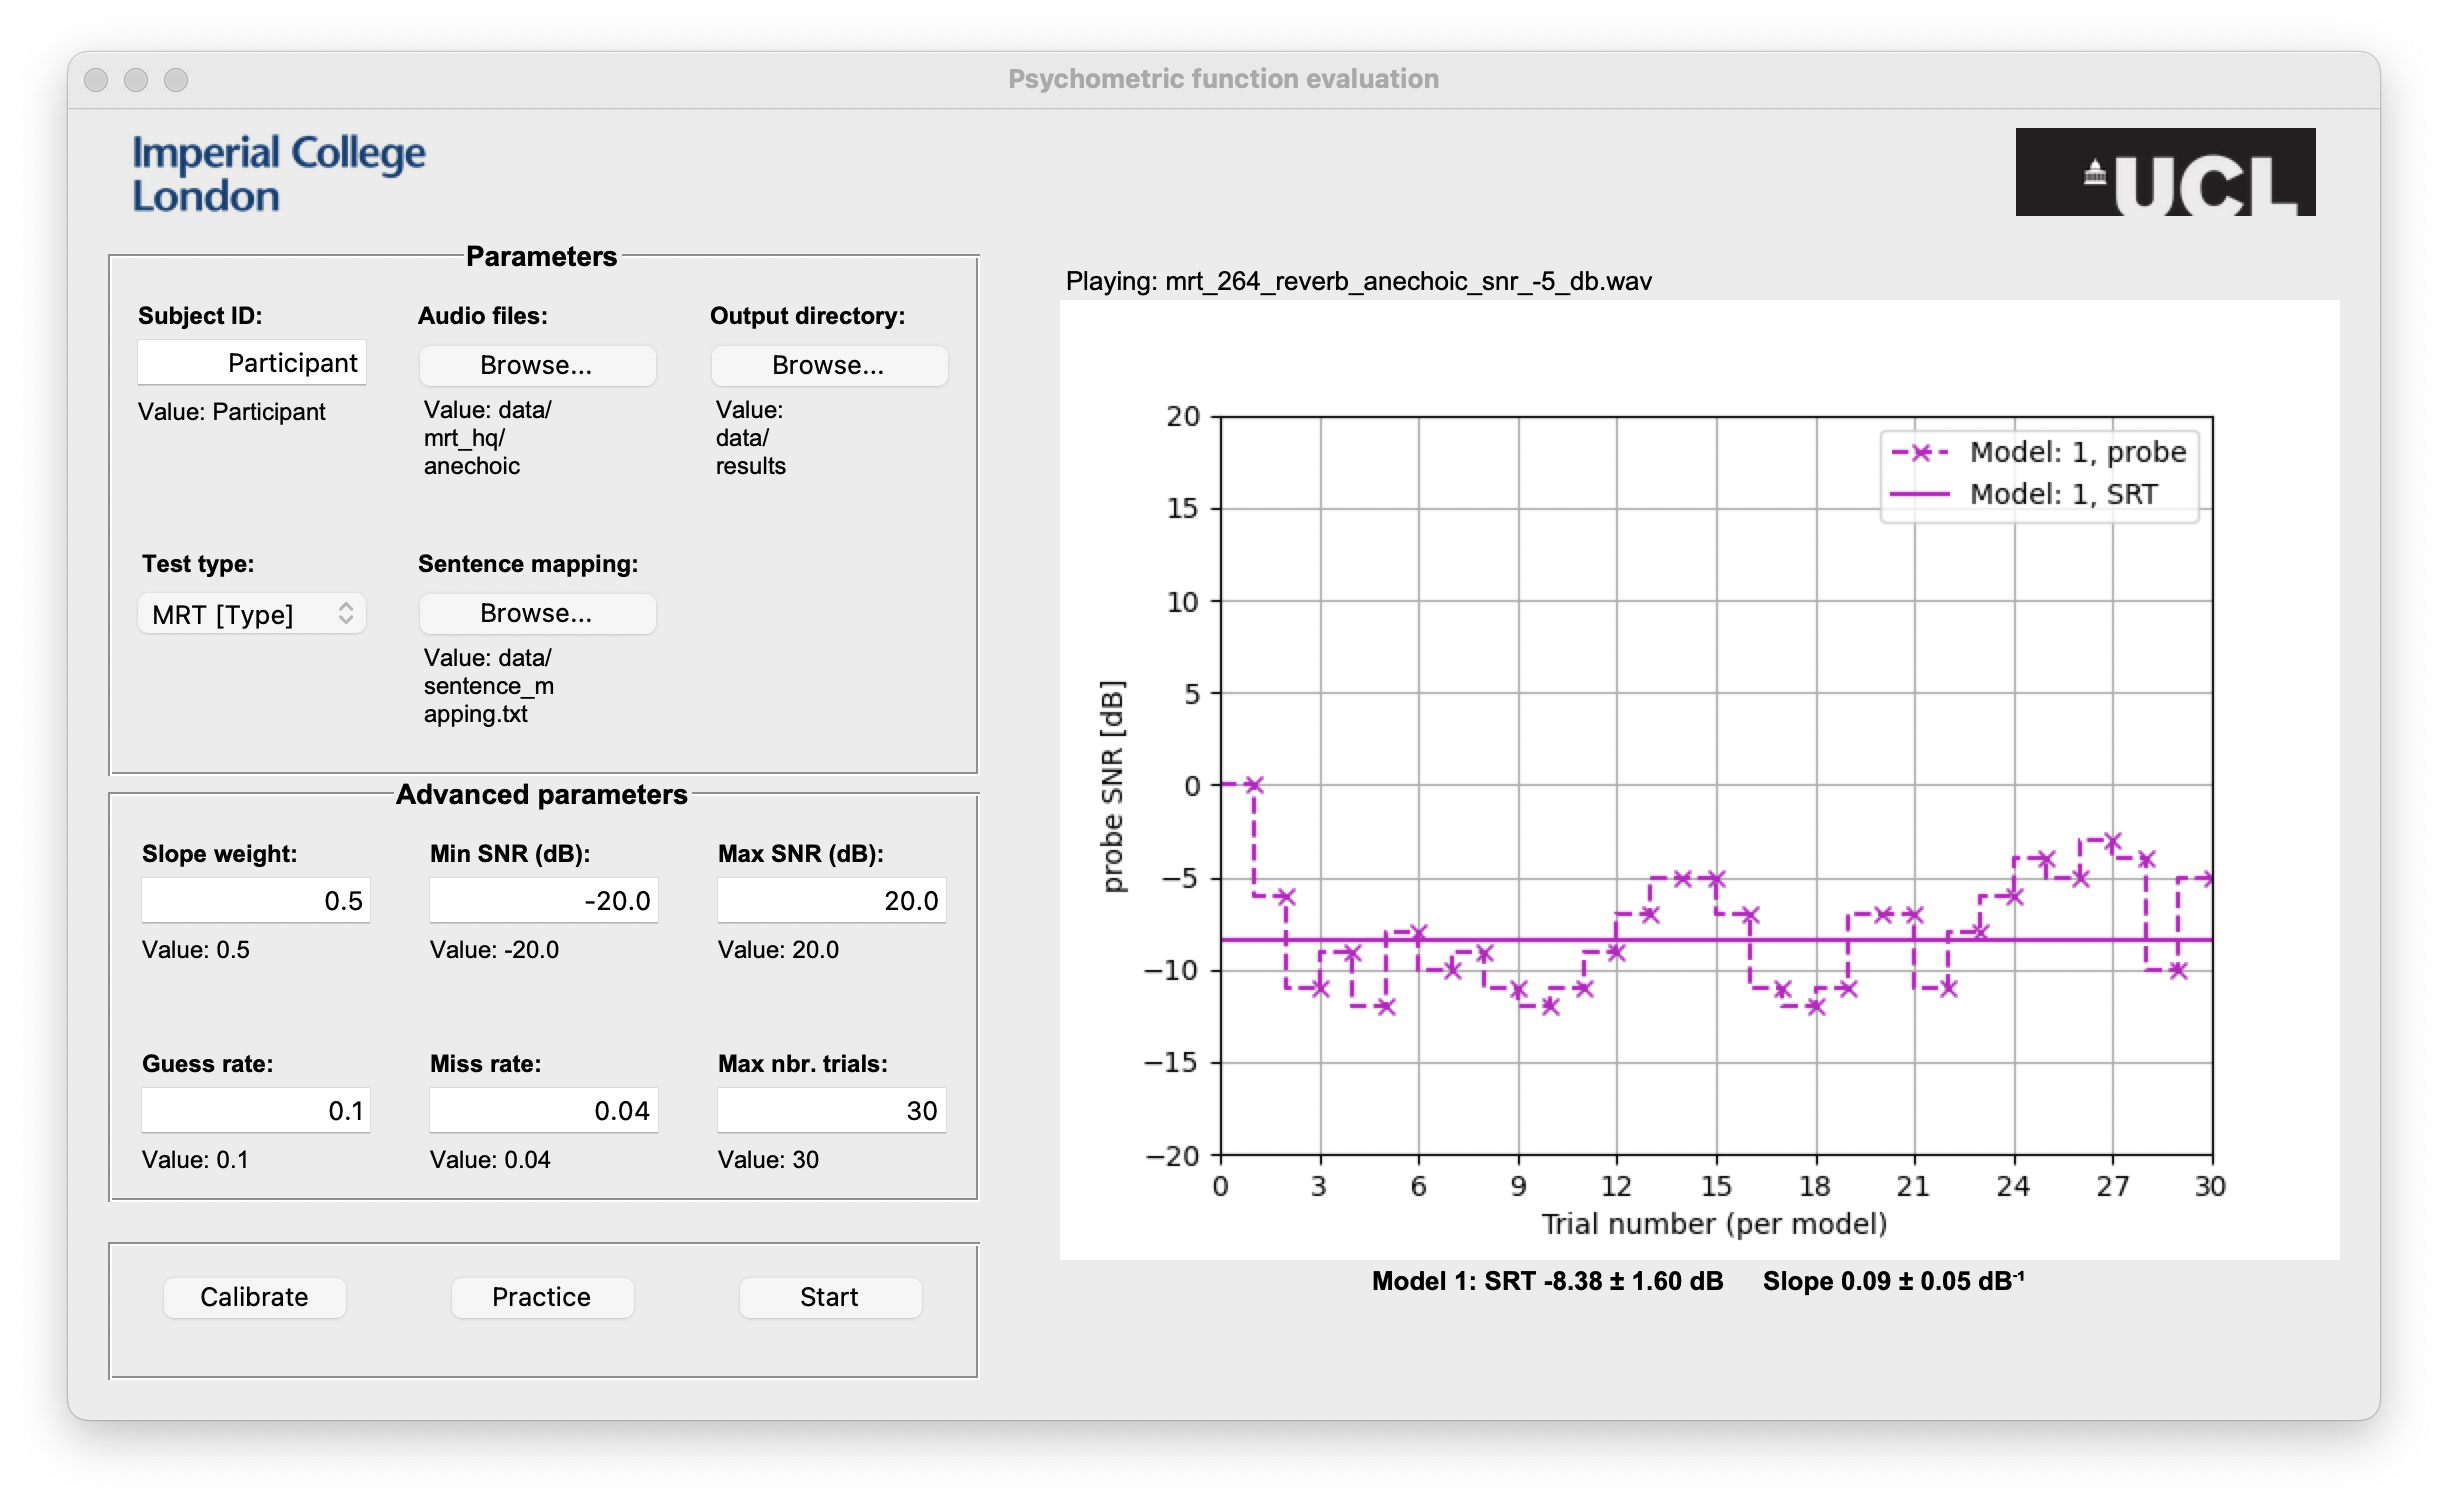 Psychometric function evaluation
Imperial College
London
UCL
Parameters
Subject ID:
Audio files:
Output directory:
Participant
Browse...
Browse...
Value: Participant
Value: data/
mrt_hq/
anechoic
Value:
data/
results
Test type:
Sentence mapping:
MRT [Type]
Browse...
Value: data/
sentence_m
apping.txt
Advanced parameters
Slope weight:
Min SNR (dB):
Max SNR (dB):
0.5
-20.0
20.0
Value: 0.5
Value: -20.0
Value: 20.0
Guess rate:
Miss rate:
Max nbr. trials:
0.1
0.04
30
Value: 0.1
Value: 0.04
Value: 30
Calibrate
Practice
Start
Playing: mrt_264_reverb_anechoic_snr_-5_db.wav
Model: 1, probe
Model: 1, SRT
probe SNR [dB]
20
15
10
5
0
−5
−10
−15
−20
0 3 6 9 12 15 18 21 24 27 30
Trial number (per model)
Model 1: SRT -8.38 ± 1.60 dB Slope 0.09 ± 0.05 dB⁻¹